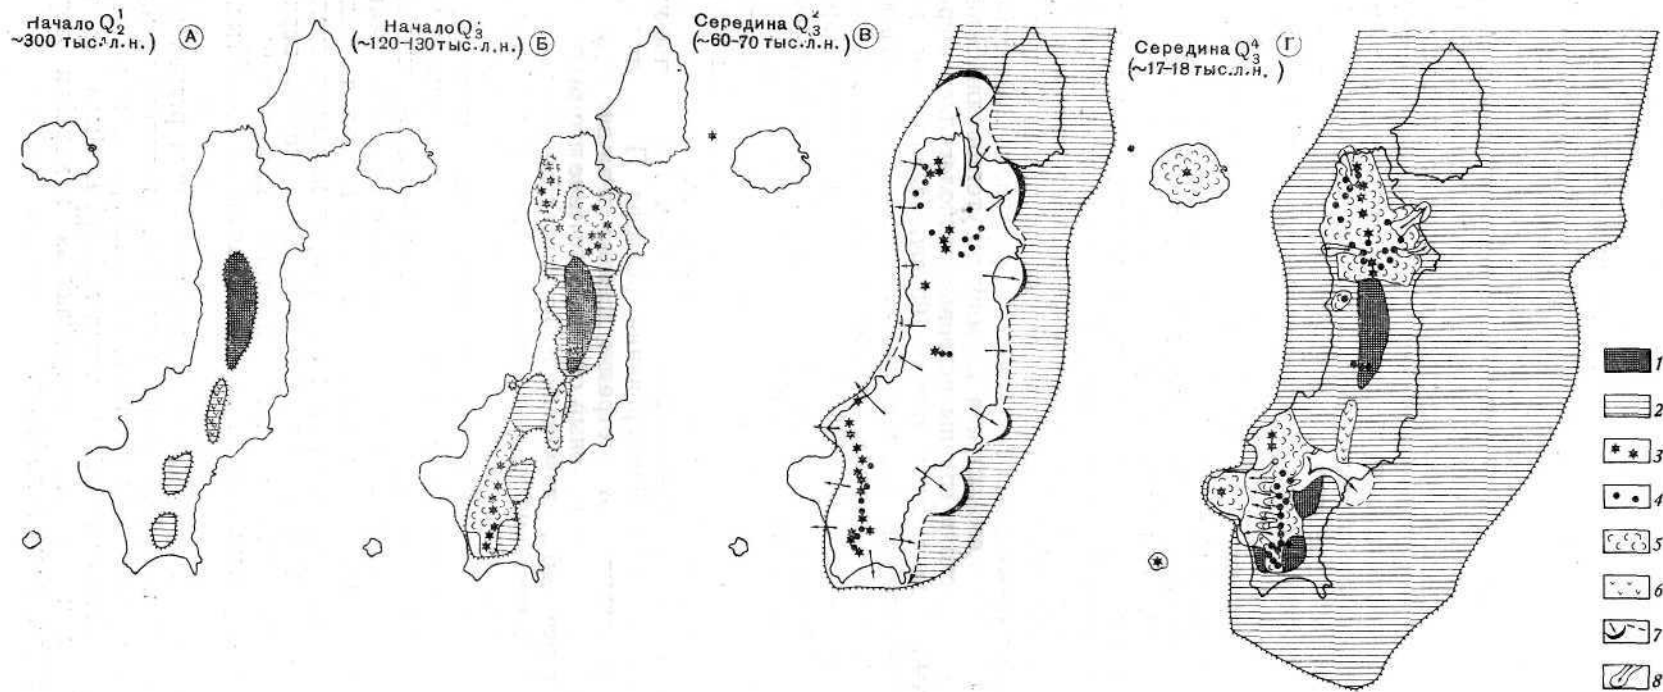 Начало Q₂¹
~300 тыс.л.н.)
А
Начало Q₃¹
(~120-130 тыс.л.н.)
Б
Середина Q₃²
(~60-70 тыс.л.н.)
В
Середина Q₃⁴
(~17-18 тыс.л.н.)
Г
1
2
3
4
5
6
7
8